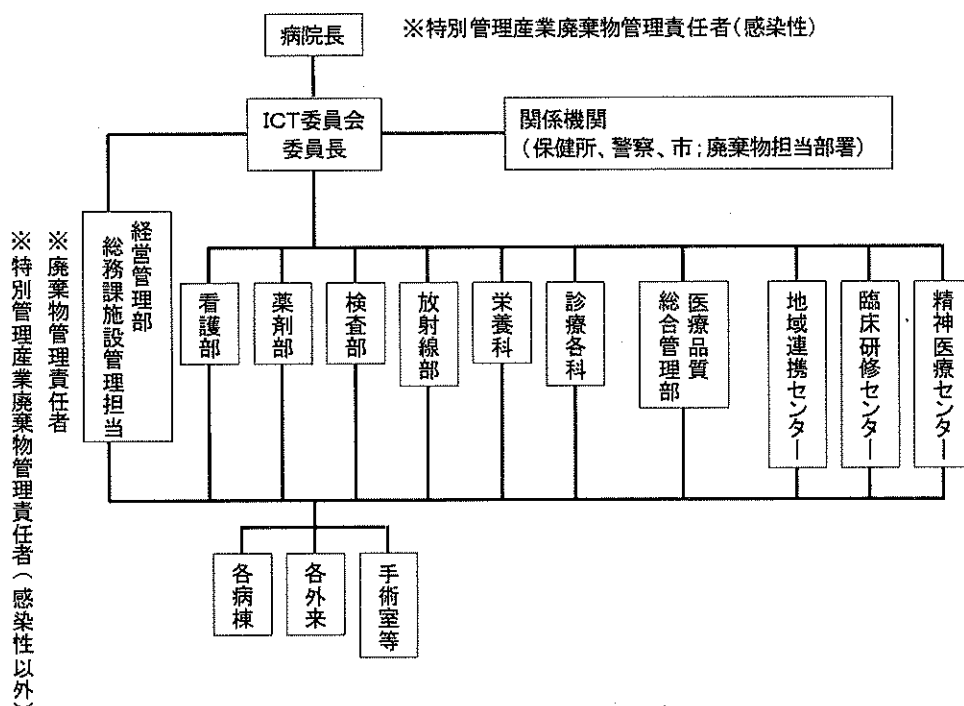 病院長
※特別管理産業廃棄物管理責任者(感染性)
ICT委員会
委員長
関係機関
(保健所、警察、市;廃棄物担当部署)
経営管理部
総務課施設管理担当
※廃棄物管理責任者
※特別管理産業廃棄物管理責任者(感染性以外)
看護部
薬剤部
検査部
放射線部
栄養科
診療各科
医療品質
総合管理部
地域連携センター
臨床研修センター
精神医療センター
各病棟
各外来
手術室等